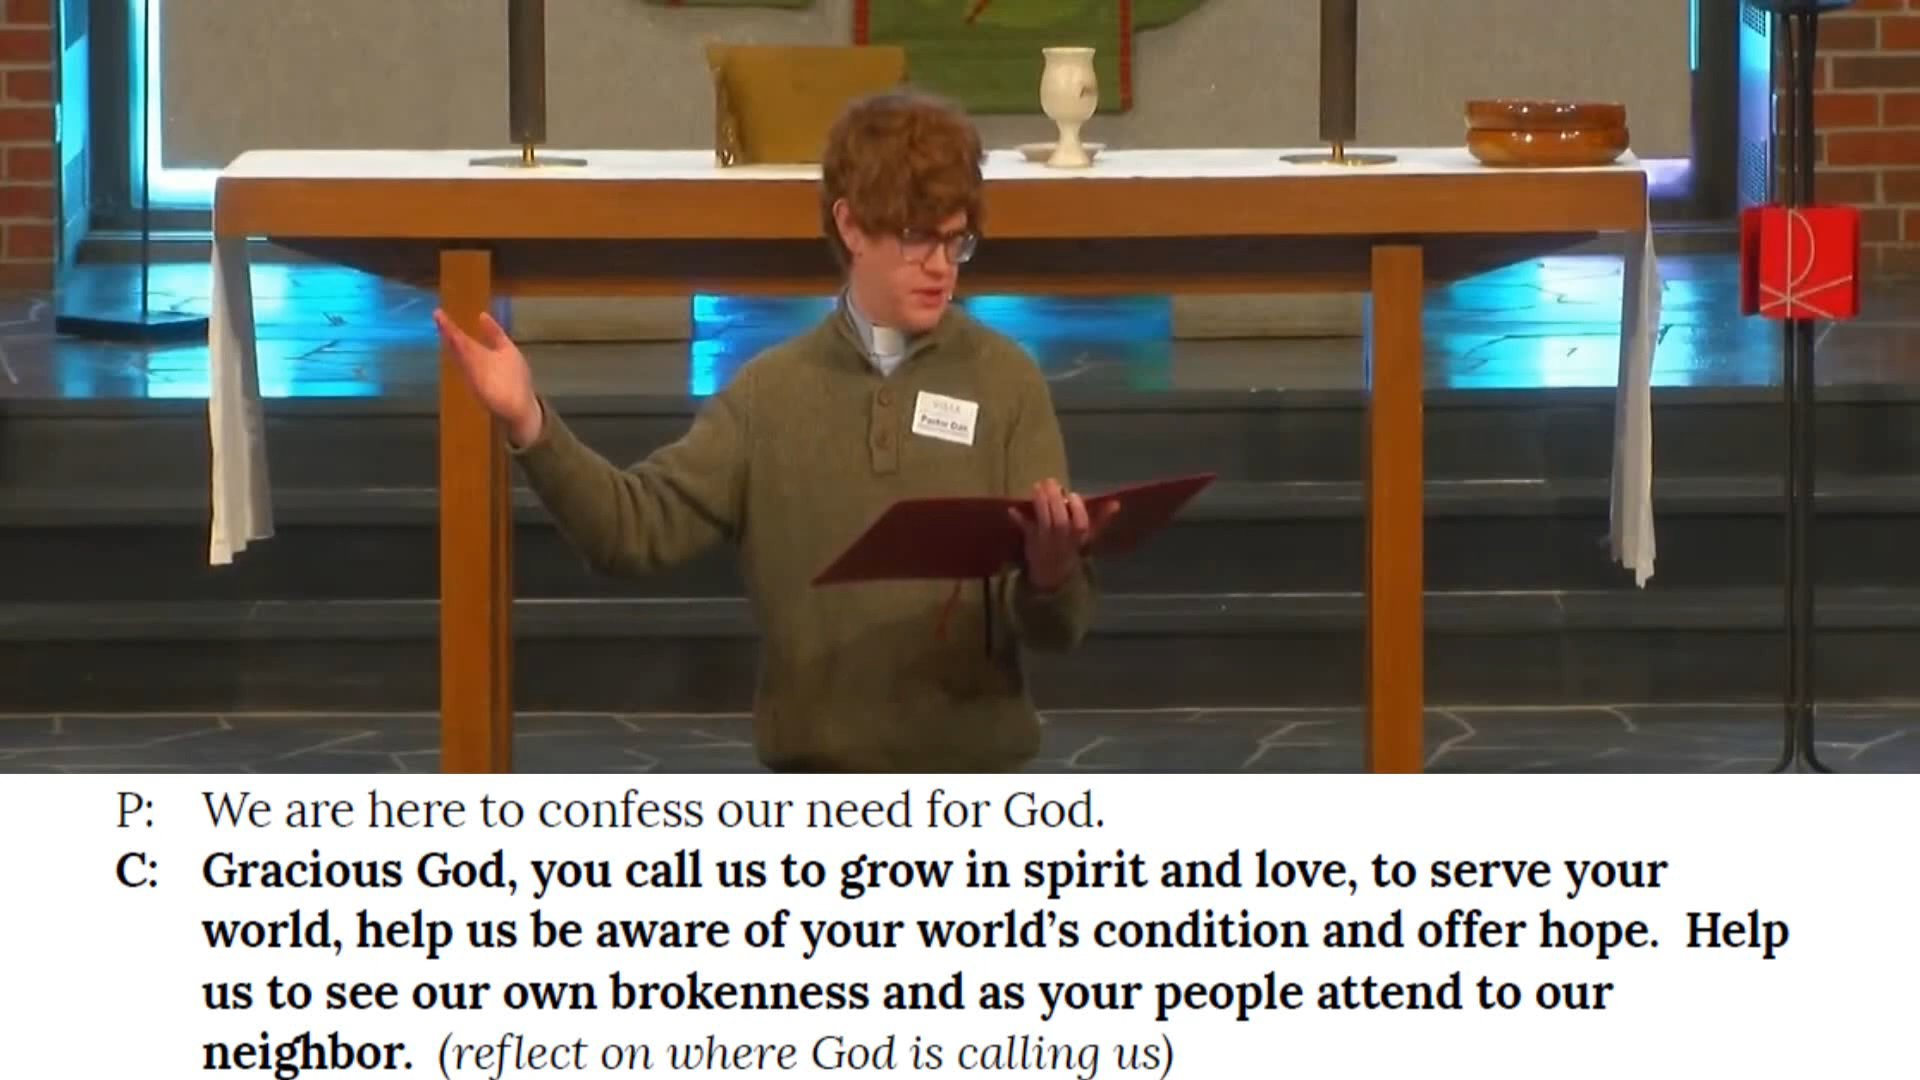 Pastor Dan
P: We are here to confess our need for God.
C: Gracious God, you call us to grow in spirit and love, to serve your
world, help us be aware of your world’s condition and offer hope.  Help
us to see our own brokenness and as your people attend to our
neighbor.  (reflect on where God is calling us)